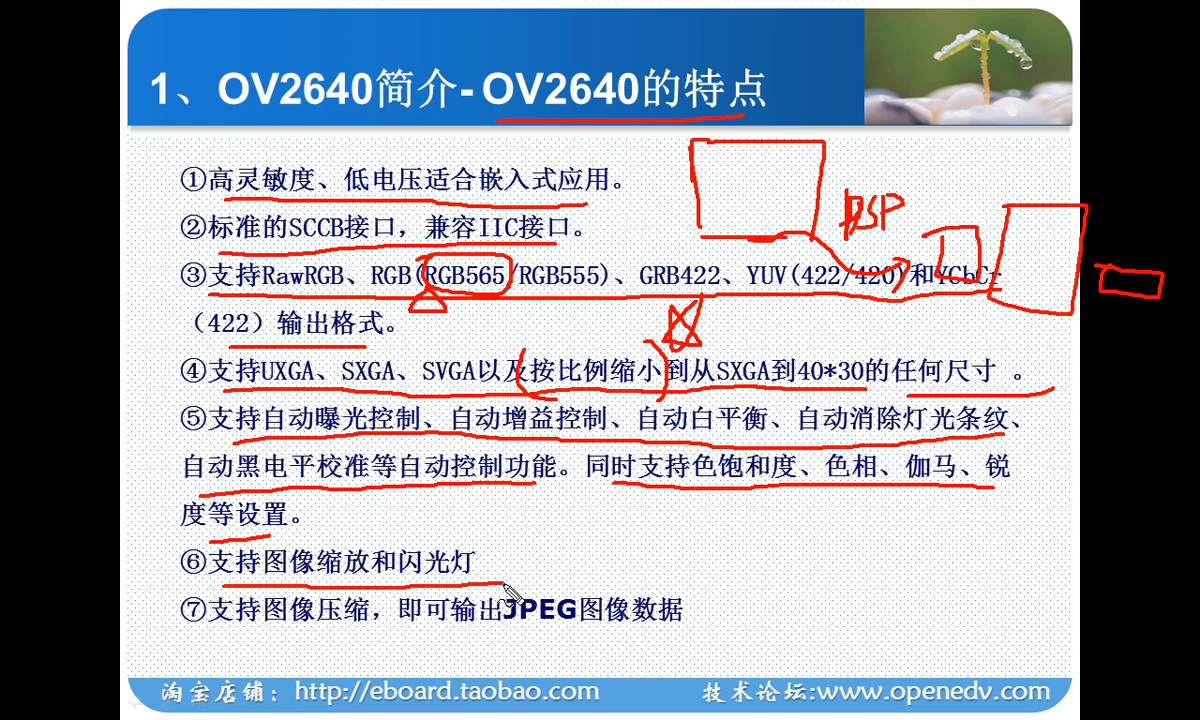 1、OV2640简介- OV2640的特点
①高灵敏度、低电压适合嵌入式应用。
②标准的SCCB接口，兼容IIC接口。
DSP
③支持RawRGB、RGB(RGB565/RGB555)、GRB422、YUV(422/420)和YCbCr
（422）输出格式。
④支持UXGA、SXGA、SVGA以及按比例缩小到从SXGA到40*30的任何尺寸 。
⑤支持自动曝光控制、自动增益控制、自动白平衡、自动消除灯光条纹、
自动黑电平校准等自动控制功能。同时支持色饱和度、色相、伽马、锐
度等设置。
⑥支持图像缩放和闪光灯
⑦支持图像压缩，即可输出JPEG图像数据
淘宝店铺：http://eboard.taobao.com
技术论坛:www.openedv.com